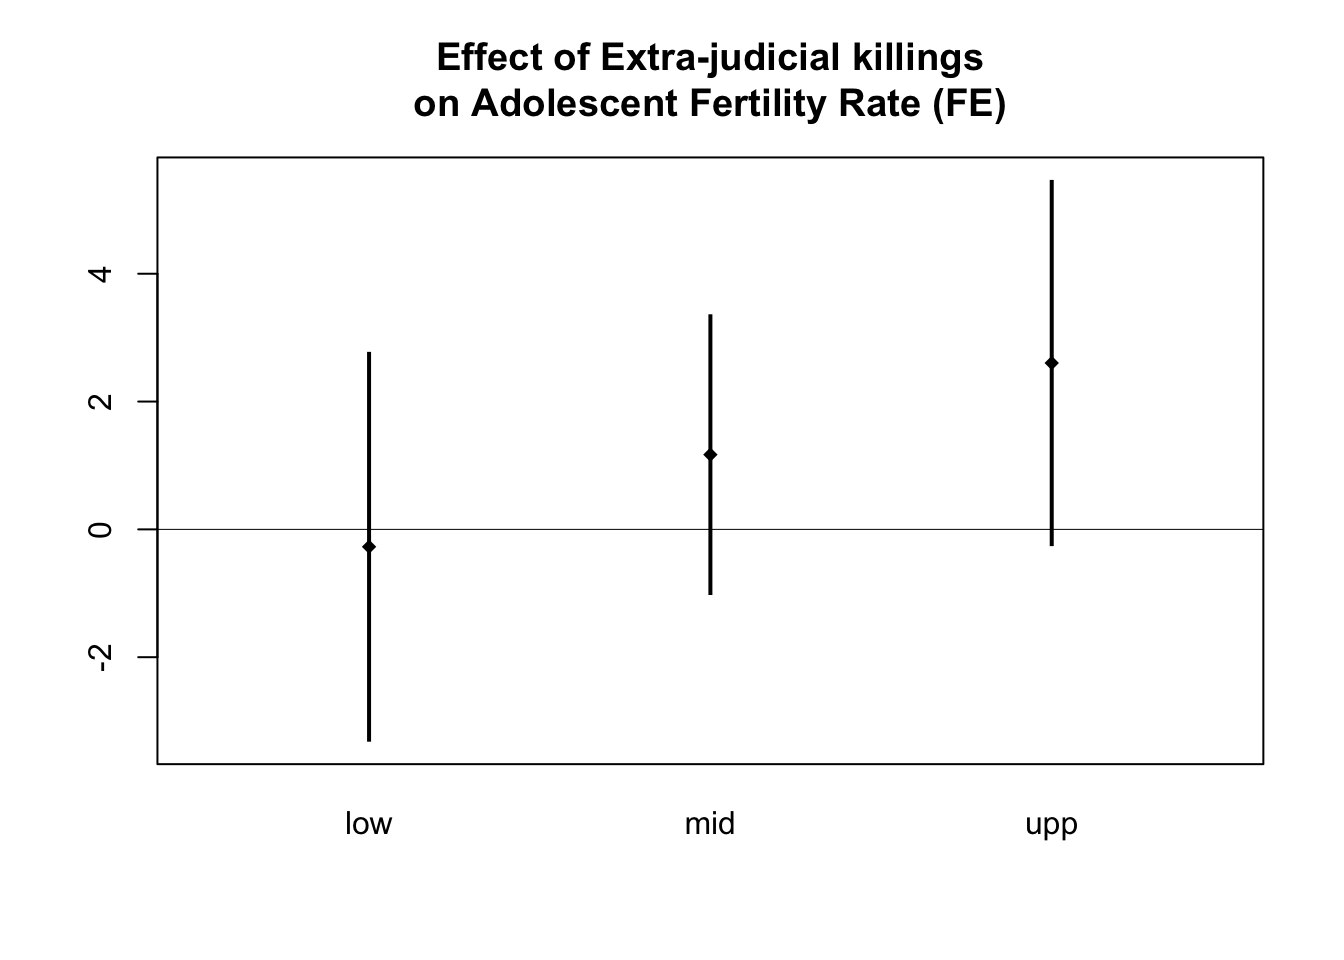 Effect of Extra-judicial killings
on Adolescent Fertility Rate (FE)
4
2
0
-2
low mid upp